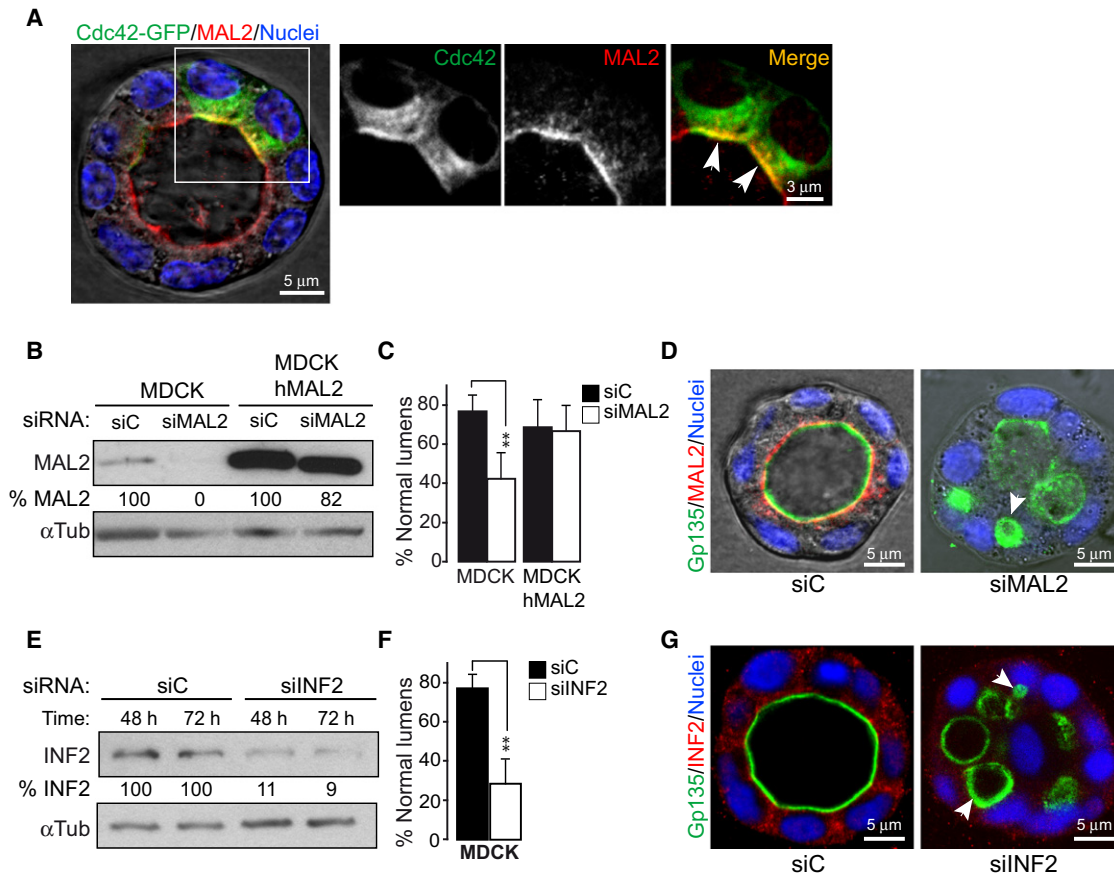 A
Cdc42-GFP/MAL2/Nuclei
5 μm
Cdc42
MAL2
Merge
3 μm
B
MDCK
MDCK
hMAL2
siRNA: siC siMAL2 siC siMAL2
MAL2
% MAL2 100 0 100 82
αTub
C
siC
siMAL2
% Normal lumens
80
60
40
20
0
**
MDCK
MDCK
hMAL2
D
Gp135/MAL2/Nuclei
5 μm
siC
5 μm
siMAL2
E
siRNA: siC siINF2
Time: 48 h 72 h 48 h 72 h
INF2
% INF2 100 100 11 9
αTub
F
siC
siINF2
% Normal lumens
80
60
40
20
0
**
MDCK
G
Gp135/INF2/Nuclei
5 μm
siC
5 μm
siINF2